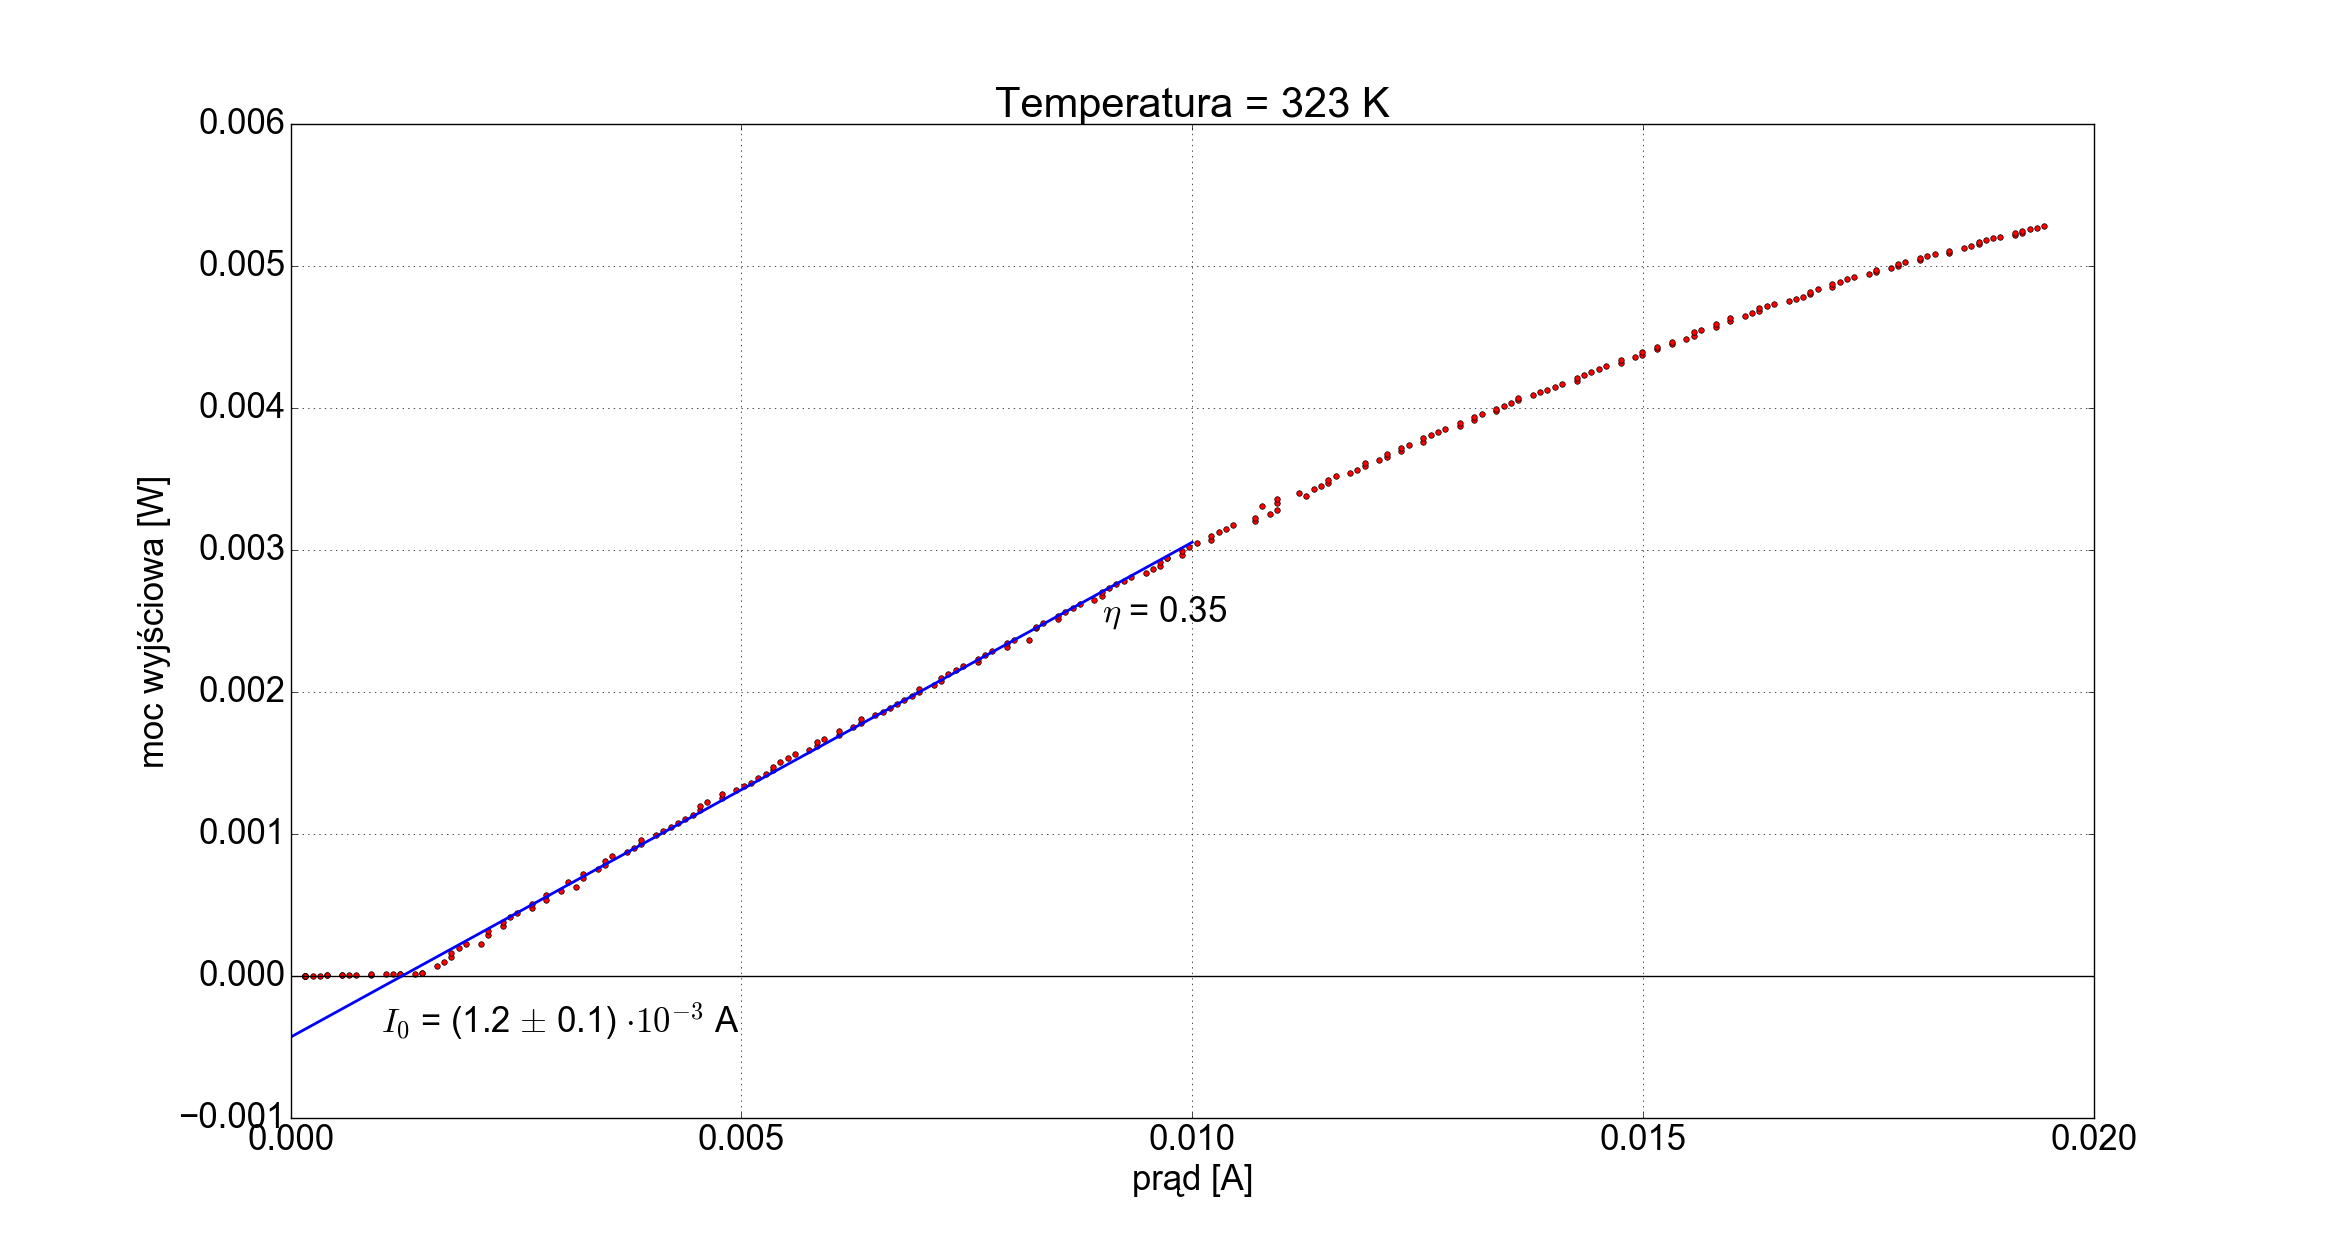 Temperatura = 323 K
0.006
0.005
0.004
0.003
0.002
0.001
0.000
−0.001
moc wyjściowa [W]
η = 0.35
I₀ = (1.2 ± 0.1) ·10⁻³ A
0.000 0.005 0.010 0.015 0.020
prąd [A]